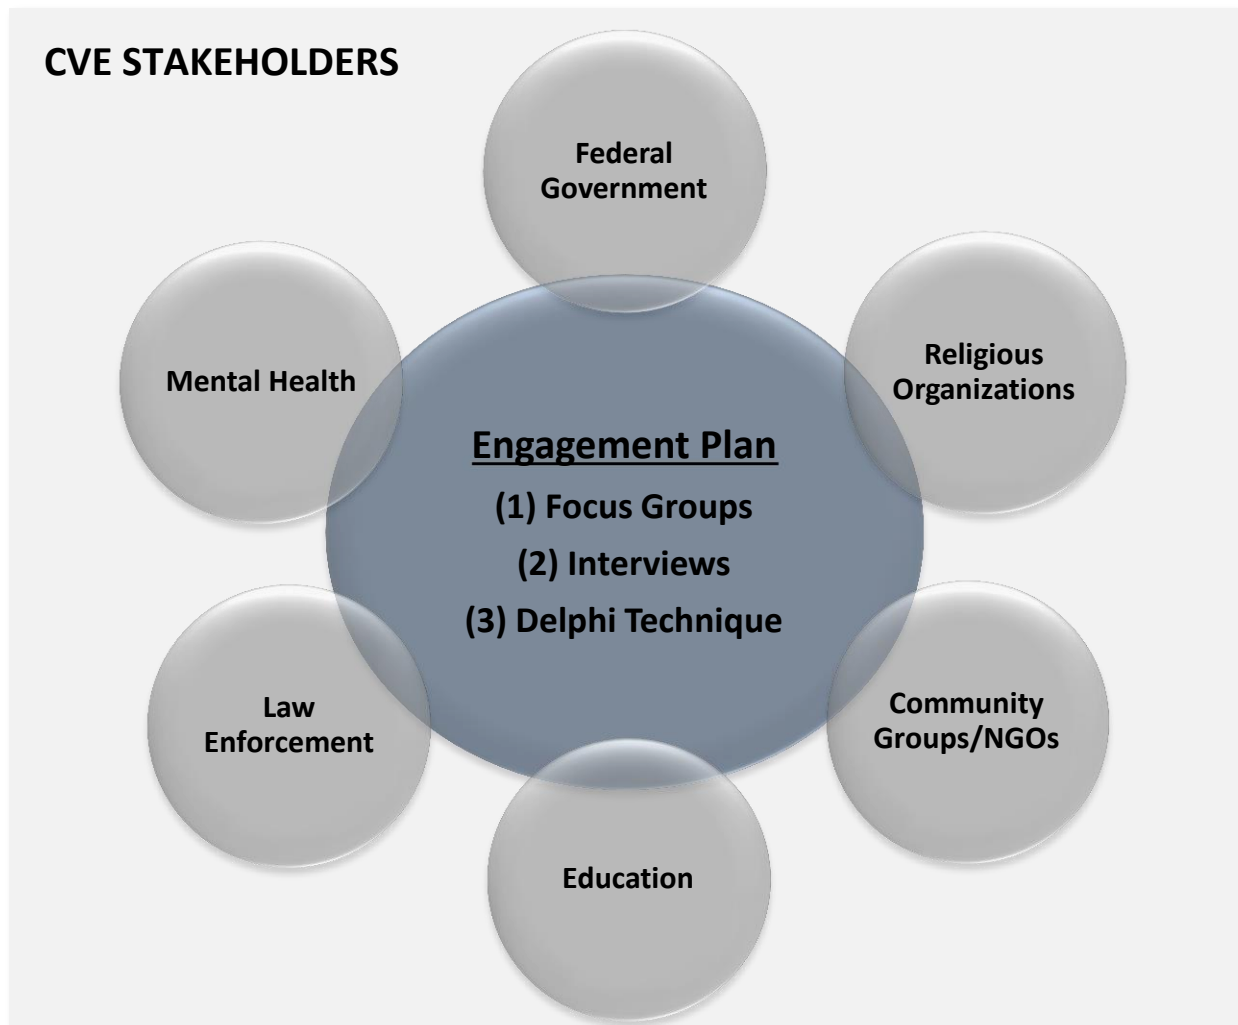 CVE STAKEHOLDERS
Federal
Government
Religious
Organizations
Mental Health
Engagement Plan
(1) Focus Groups
(2) Interviews
(3) Delphi Technique
Law
Enforcement
Community
Groups/NGOs
Education